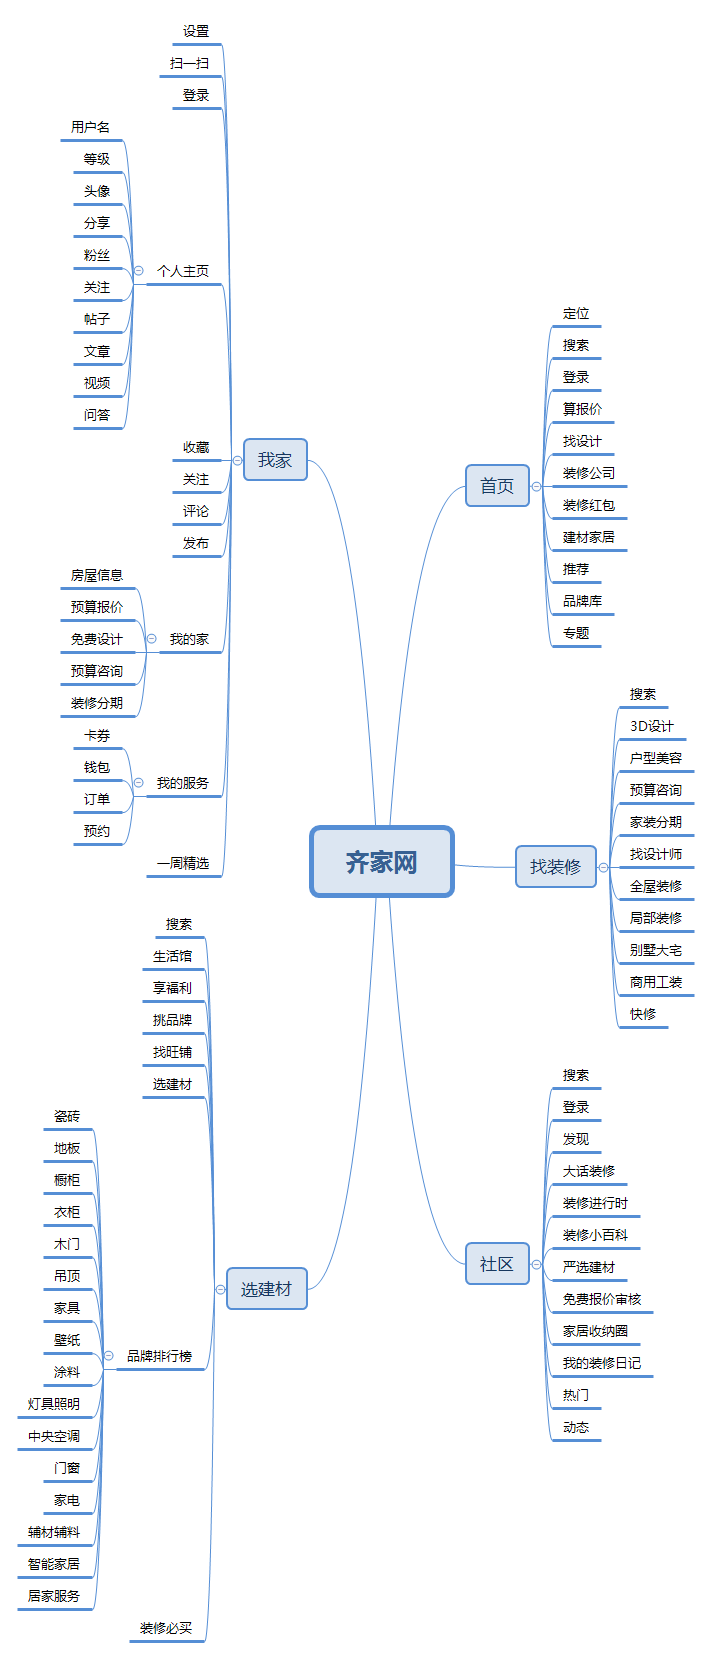 齐家网
首页
定位
搜索
登录
算报价
找设计
装修公司
装修红包
建材家居
推荐
品牌库
专题
找装修
搜索
3D设计
户型美容
预算咨询
家装分期
找设计师
全屋装修
局部装修
别墅大宅
商用工装
快修
社区
搜索
登录
发现
大话装修
装修进行时
装修小百科
严选建材
免费报价审核
家居收纳圈
我的装修日记
热门
动态
我家
设置
扫一扫
登录
个人主页
用户名
等级
头像
分享
粉丝
关注
帖子
文章
视频
问答
收藏
关注
评论
发布
我的家
房屋信息
预算报价
免费设计
预算咨询
装修分期
我的服务
卡券
钱包
订单
预约
一周精选
选建材
搜索
生活馆
享福利
挑品牌
找旺铺
选建材
品牌排行榜
瓷砖
地板
橱柜
衣柜
木门
吊顶
家具
壁纸
涂料
灯具照明
中央空调
门窗
家电
辅材辅料
智能家居
居家服务
装修必买